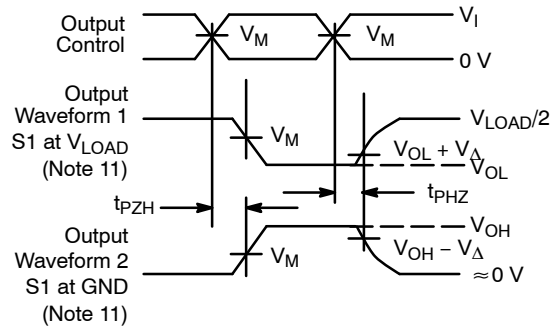 Output
Control
V_M
V_M
V_I
0 V
Output
Waveform 1
S1 at V_LOAD
(Note 11)
V_M
V_LOAD/2
V_OL + V_Δ
V_OL
t_PZH
t_PHZ
Output
Waveform 2
S1 at GND
(Note 11)
V_M
V_OH
V_OH − V_Δ
≈0 V